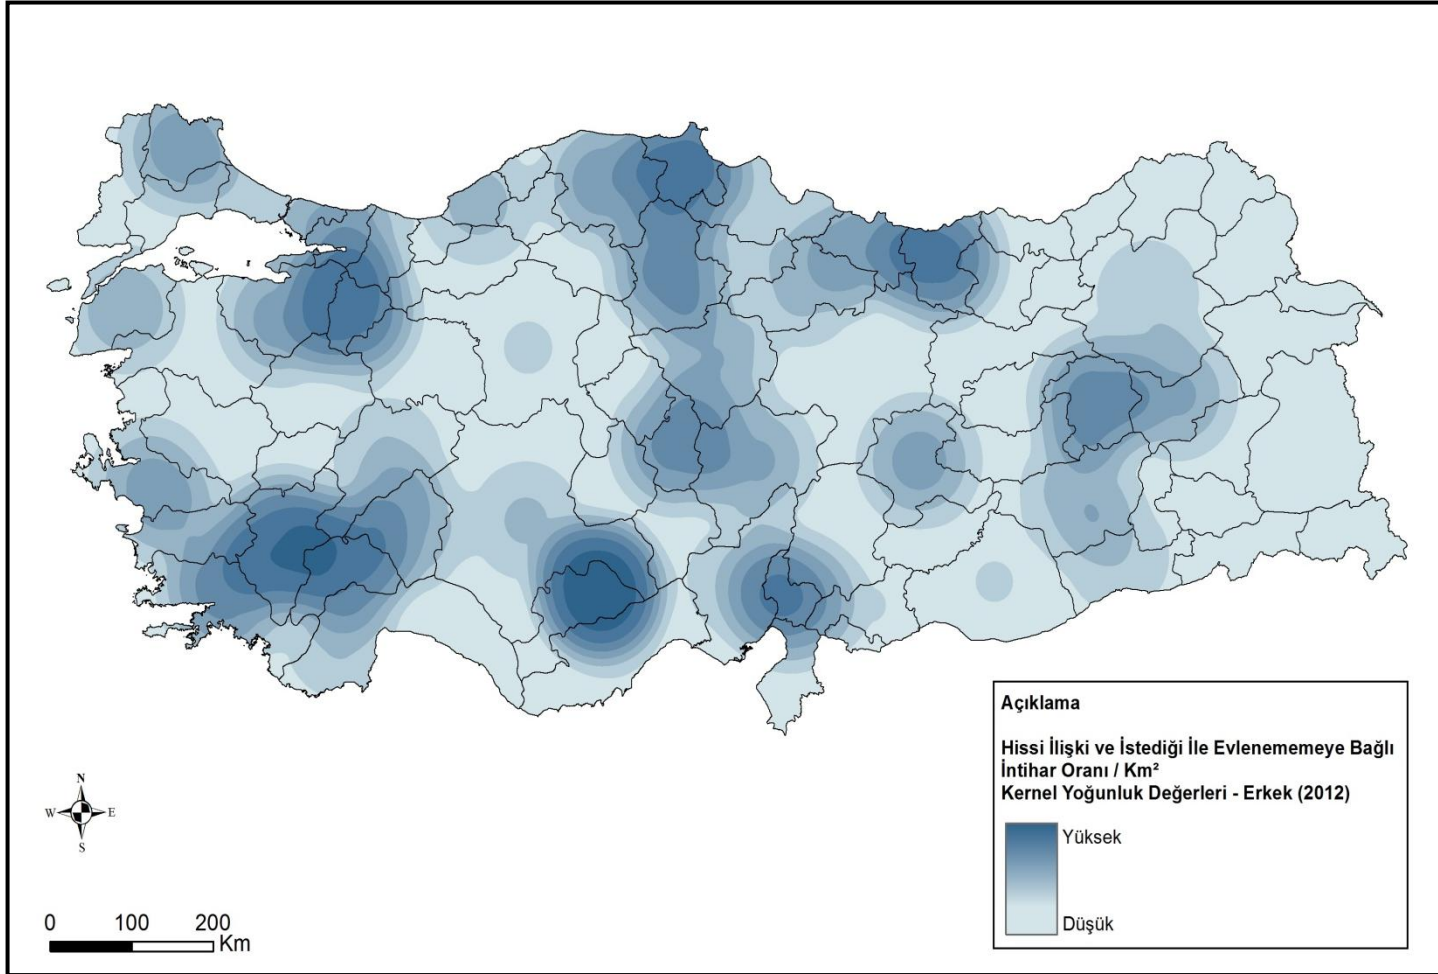 Açıklama
Hissi İlişki ve İstediği İle Evlenememeye Bağlı
İntihar Oranı / Km²
Kernel Yoğunluk Değerleri - Erkek (2012)
Yüksek
Düşük
N
W E
S
0 100 200
Km